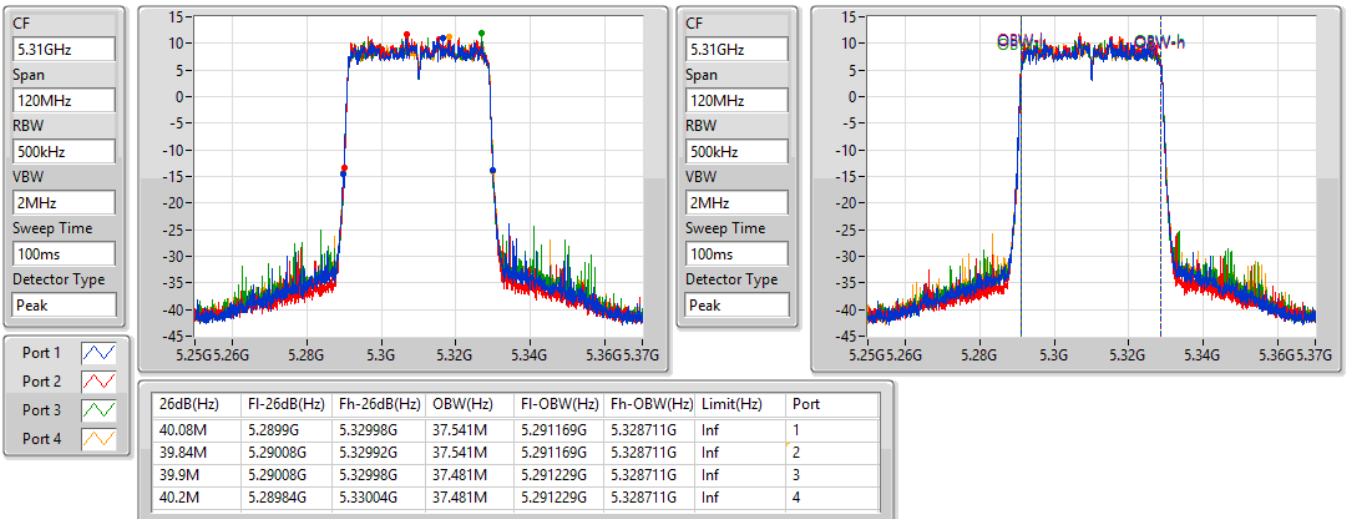 CF
5.31GHz
Span
120MHz
RBW
500kHz
VBW
2MHz
Sweep Time
100ms
Detector Type
Peak
15
10
5
0
-5
-10
-15
-20
-25
-30
-35
-40
-45
5.25G 5.26G 5.28G 5.3G 5.32G 5.34G 5.36G 5.37G
CF
5.31GHz
Span
120MHz
RBW
500kHz
VBW
2MHz
Sweep Time
100ms
Detector Type
Peak
15
10
5
0
-5
-10
-15
-20
-25
-30
-35
-40
-45
OBW-l OBW-h
5.25G 5.26G 5.28G 5.3G 5.32G 5.34G 5.36G 5.37G
Port 1
Port 2
Port 3
Port 4
26dB(Hz) Fl-26dB(Hz) Fh-26dB(Hz) OBW(Hz) Fl-OBW(Hz) Fh-OBW(Hz) Limit(Hz) Port
40.08M 5.2899G 5.32998G 37.541M 5.291169G 5.328711G Inf 1
39.84M 5.29008G 5.32992G 37.541M 5.291169G 5.328711G Inf 2
39.9M 5.29008G 5.32998G 37.481M 5.291229G 5.328711G Inf 3
40.2M 5.28984G 5.33004G 37.481M 5.291229G 5.328711G Inf 4